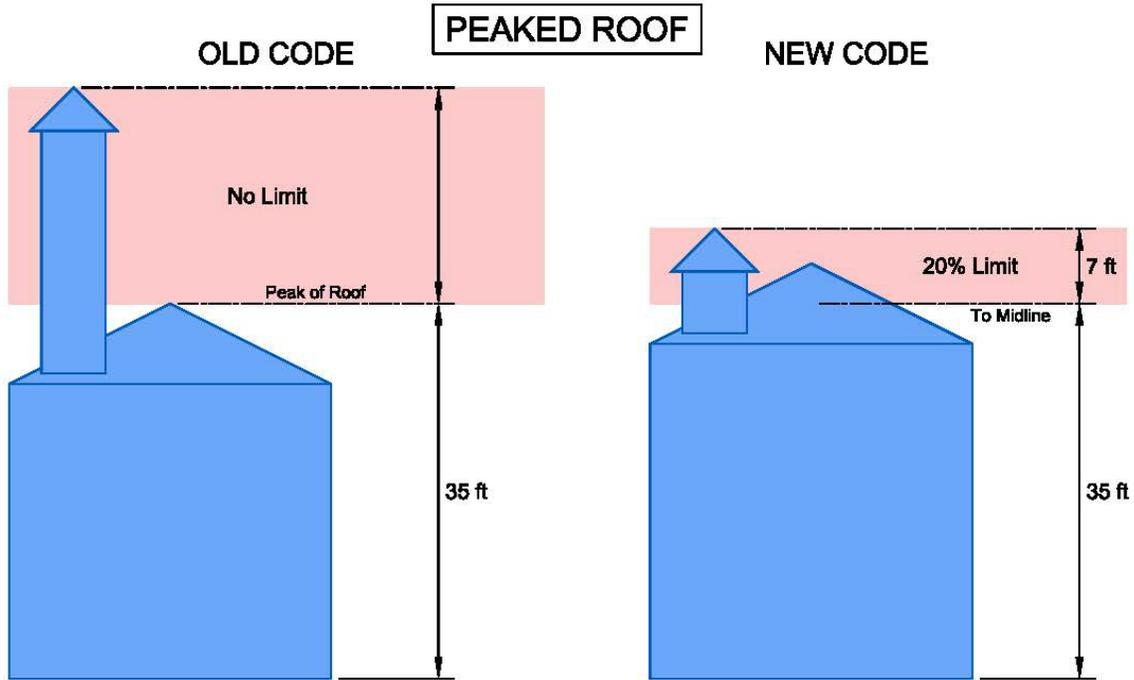 PEAKED ROOF
OLD CODE
NEW CODE
No Limit
Peak of Roof
35 ft
20% Limit
7 ft
To Midline
35 ft